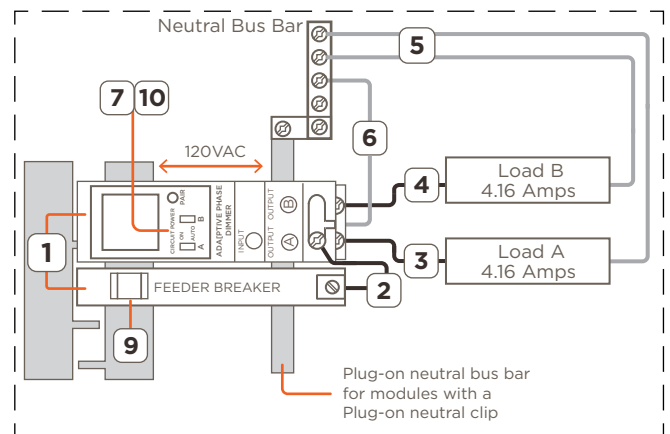 Neutral Bus Bar
5
7
10
6
120VAC
4
Load B
4.16 Amps
PAIR
CIRCUIT POWER
ON
AUTO
A
B
ADA[PTIVE PHASE
DIMMER
INPUT
OUTPUT OUTPUT
A
B
1
3
Load A
4.16 Amps
2
FEEDER BREAKER
9
Plug-on neutral bus bar
for modules with a
Plug-on neutral clip